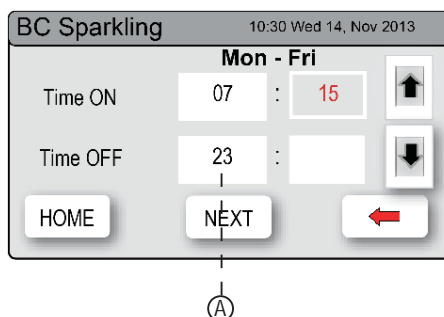 BC Sparkling 10:30 Wed 14, Nov 2013
Mon - Fri
Time ON 07 : 15
Time OFF 23 :
HOME NEXT
A